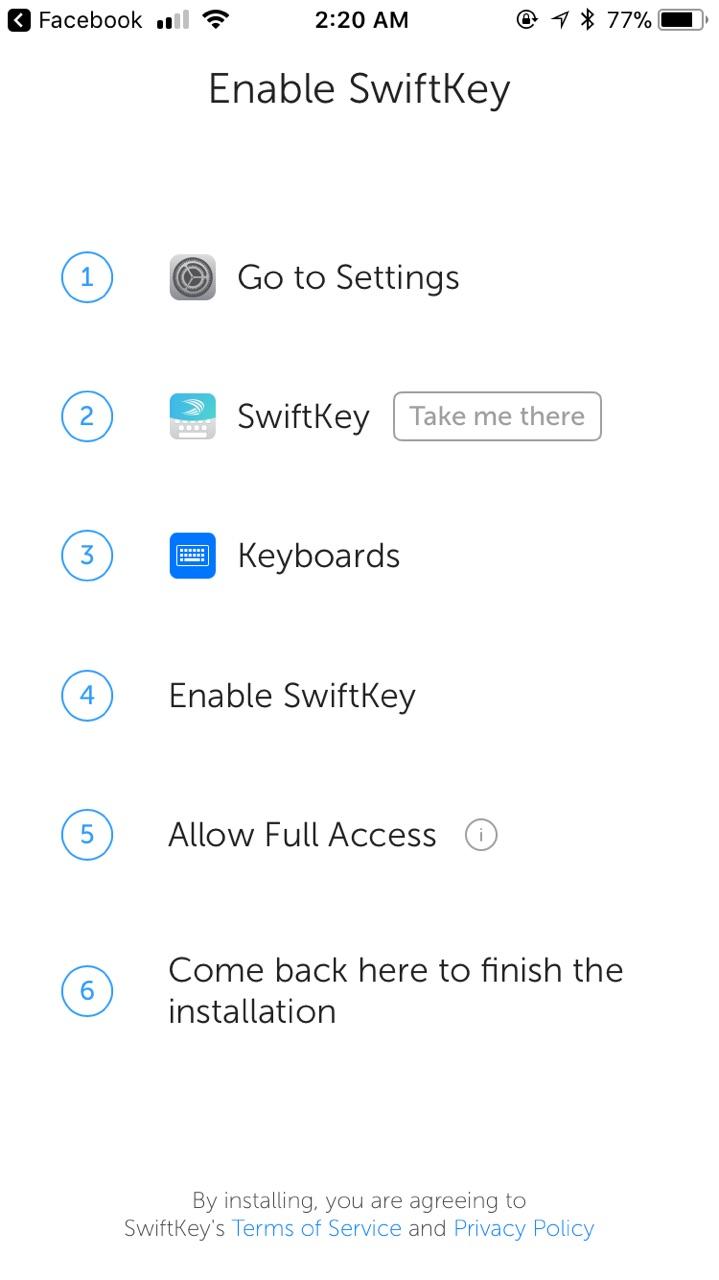 Facebook 2:20 AM 77%
Enable SwiftKey
1 Go to Settings
2 SwiftKey Take me there
3 Keyboards
4 Enable SwiftKey
5 Allow Full Access i
6 Come back here to finish the
installation
By installing, you are agreeing to
SwiftKey's Terms of Service and Privacy Policy